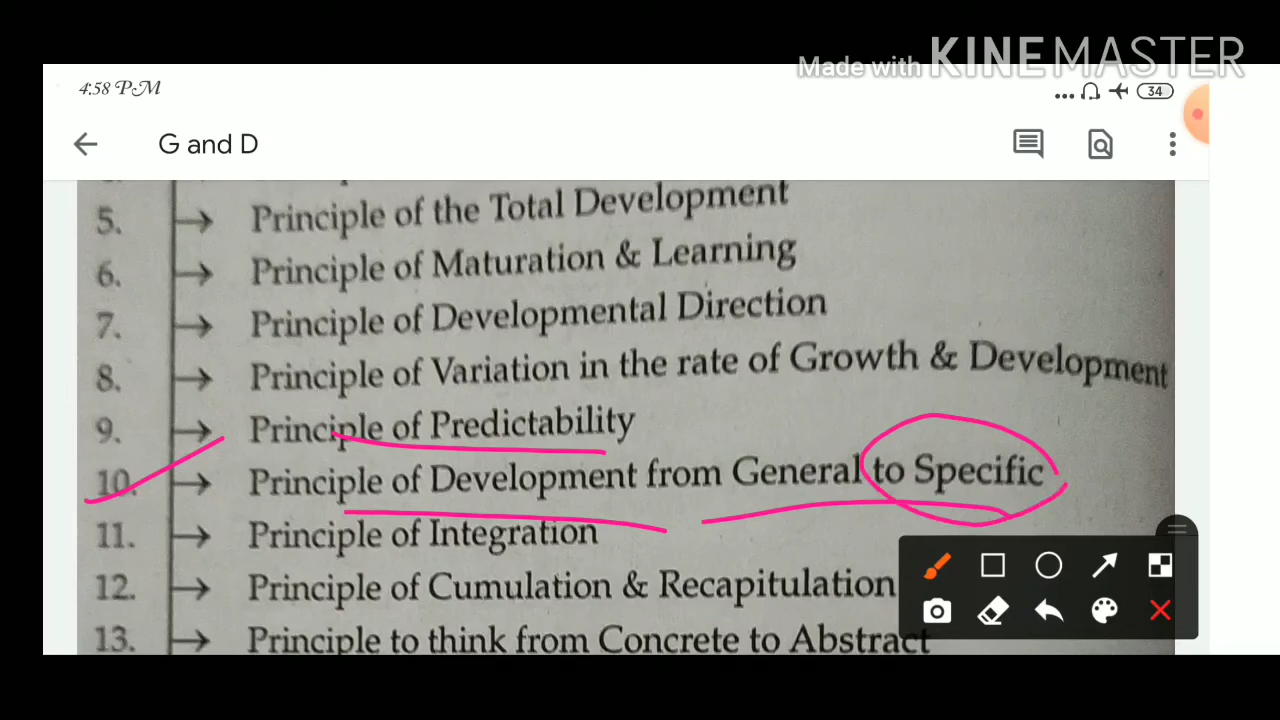 Made with KINEMASTER
4:58 PM
34
G and D
5. → Principle of the Total Development
6. → Principle of Maturation & Learning
7. → Principle of Developmental Direction
8. → Principle of Variation in the rate of Growth & Development
9. → Principle of Predictability
10. → Principle of Development from General to Specific
11. → Principle of Integration
12. → Principle of Cumulation & Recapitulation
13. → Principle to think from Concrete to Abstract